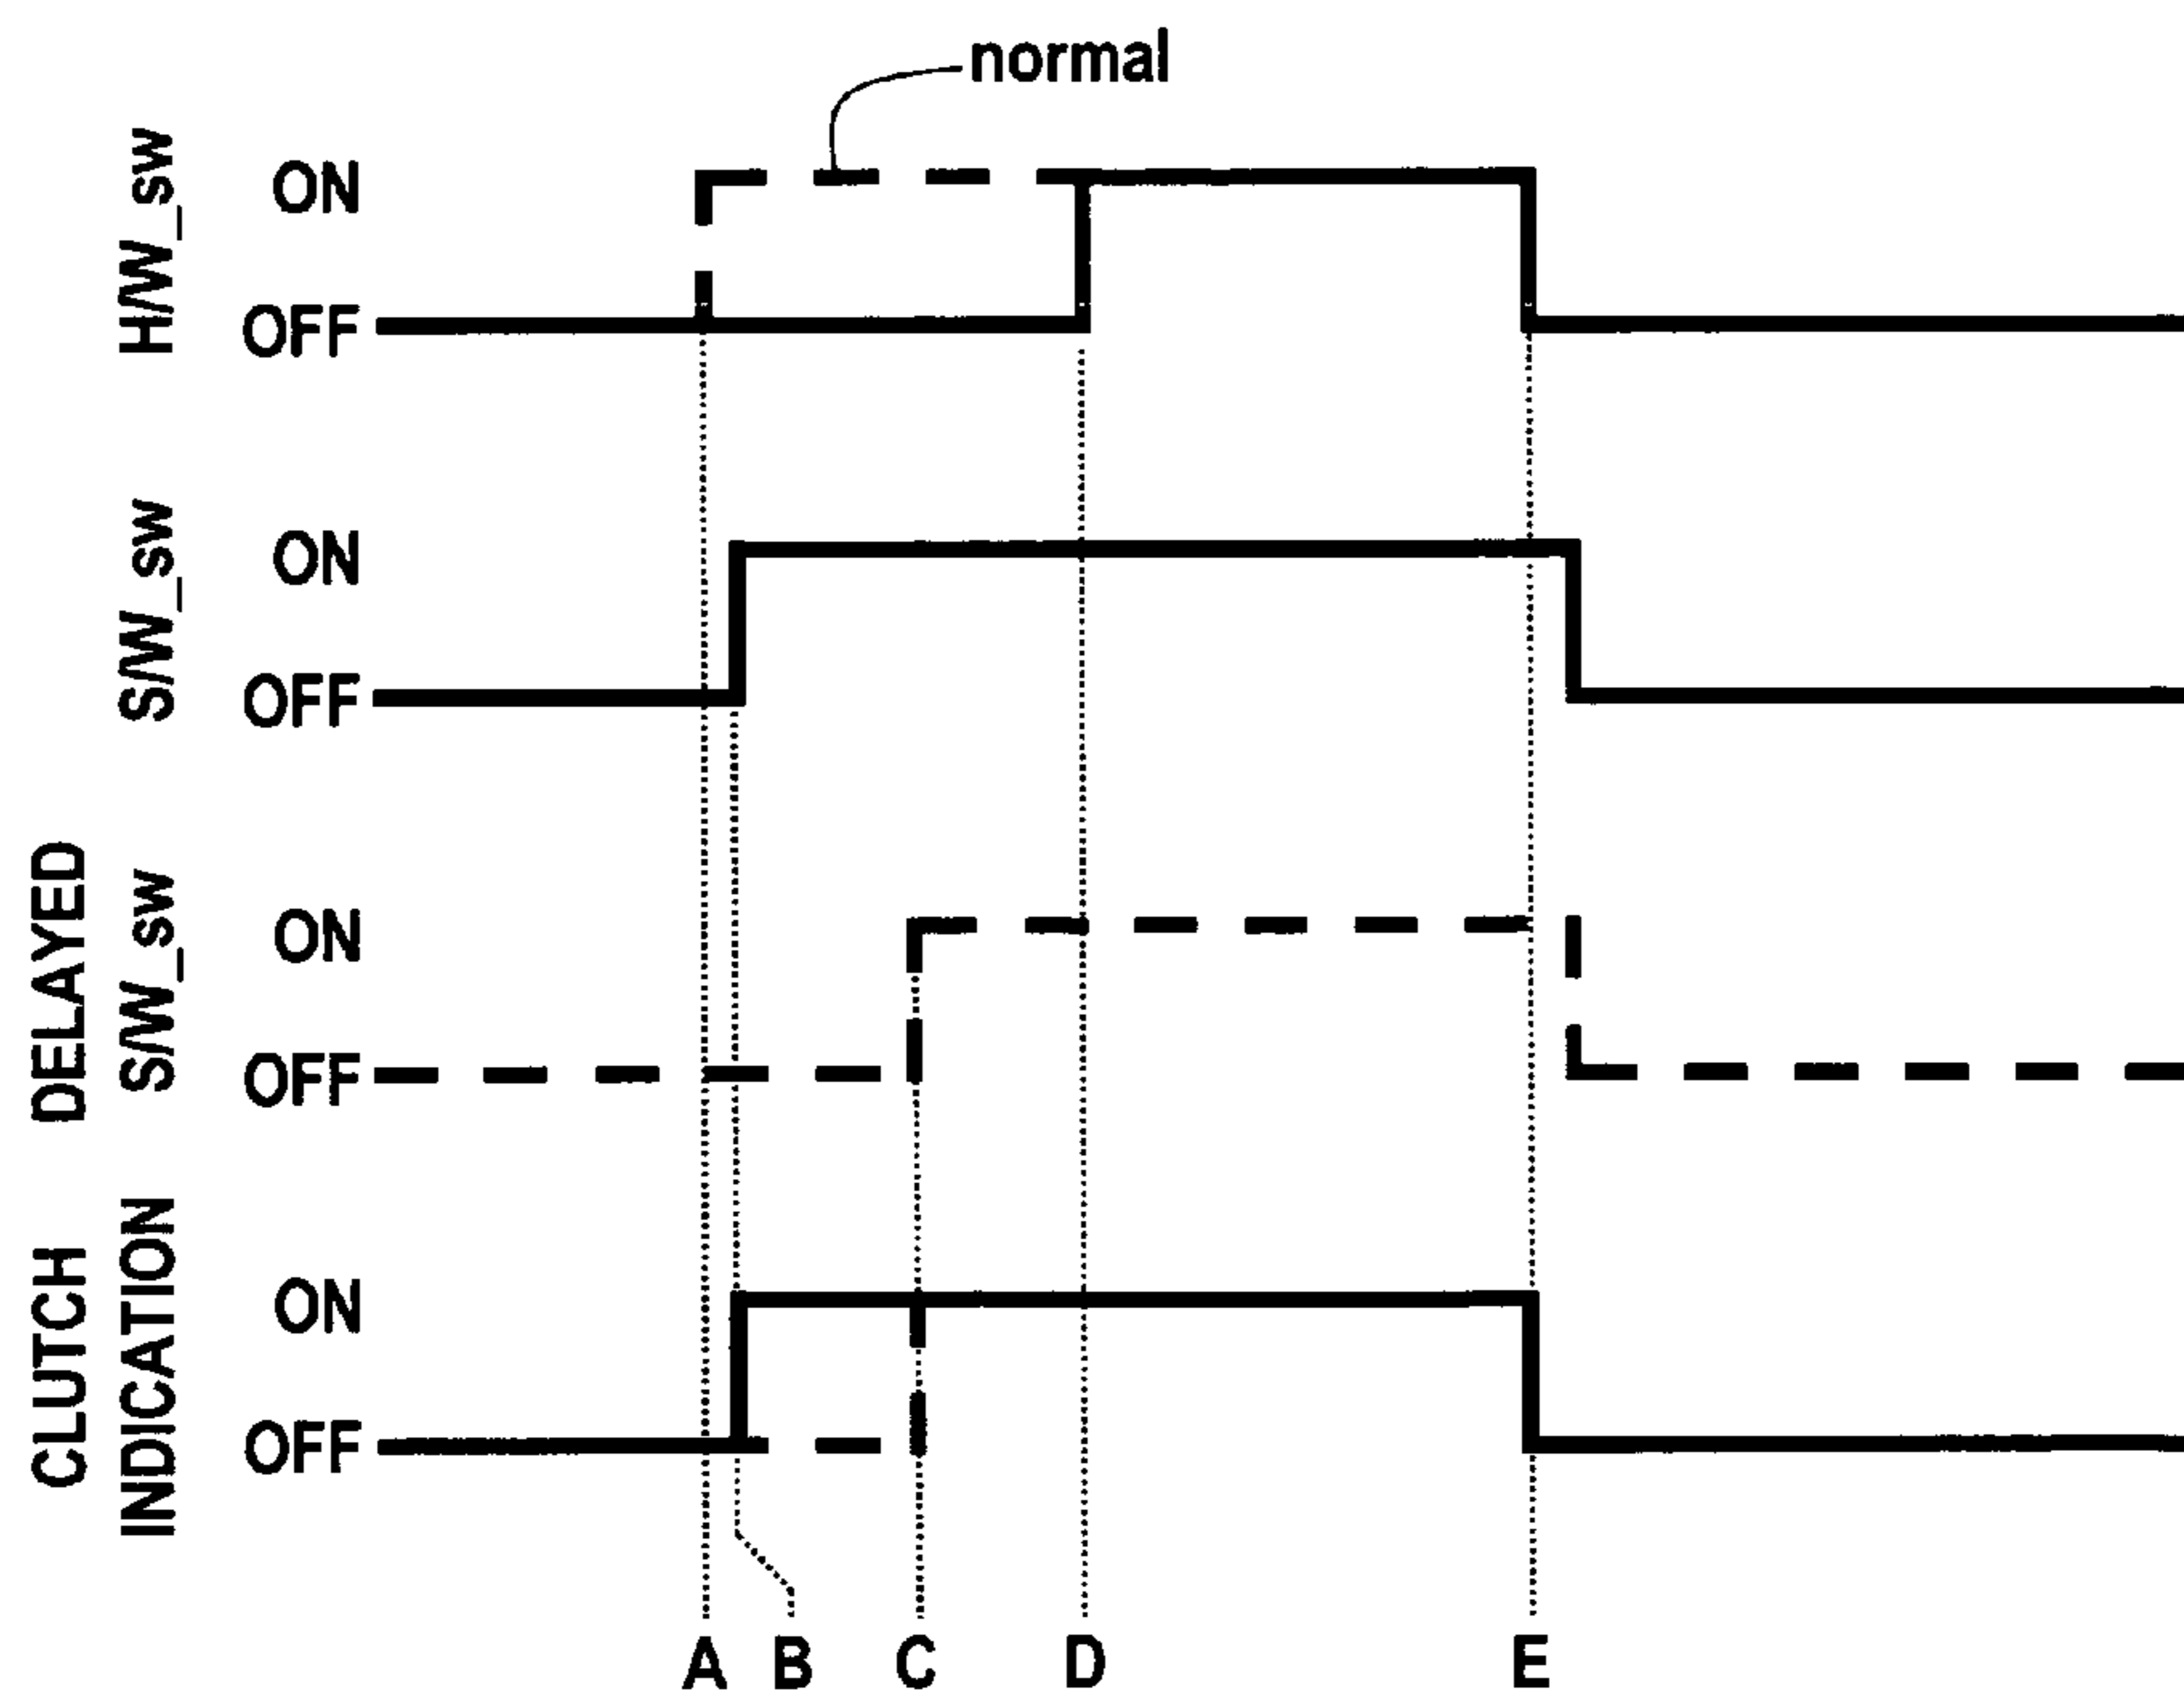 normal
H/W_sw
ON
OFF
S/W_sw
ON
OFF
DELAYED
S/W_sw
ON
OFF
CLUTCH
INDICATION
ON
OFF
A B C D E